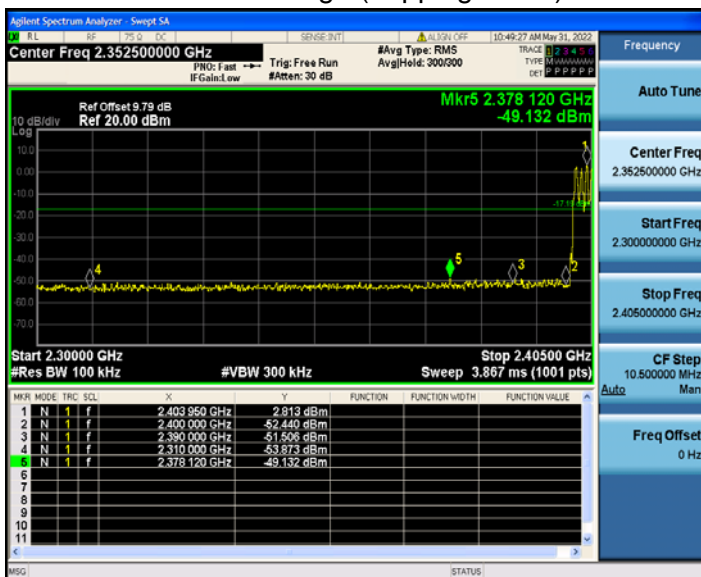 Agilent Spectrum Analyzer - Swept SA
RL RF 75 Ω DC SENSE:INT ALIGN OFF 10:49:27 AM May 31, 2022
Center Freq 2.352500000 GHz
PNO: Fast
IFGain:Low
Trig: Free Run
#Atten: 30 dB
#Avg Type: RMS
Avg|Hold: 300/300
TRACE 1 2 3 4 5 6
TYPE M
DET P P P P P P
Ref Offset 9.79 dB
10 dB/div Ref 20.00 dBm
Log
Mkr5 2.378 120 GHz
-49.132 dBm
10.0
0.00
-10.0
-20.0
-30.0
-40.0
-50.0
-60.0
-70.0
1
2
3
4
5
Start 2.30000 GHz Stop 2.40500 GHz
#Res BW 100 kHz #VBW 300 kHz Sweep 3.867 ms (1001 pts)
MKR MODE TRC SCL X Y FUNCTION FUNCTION WIDTH FUNCTION VALUE
1 N 1 f 2.403 950 GHz 2.813 dBm
2 N 1 f 2.400 000 GHz -52.440 dBm
3 N 1 f 2.390 000 GHz -51.506 dBm
4 N 1 f 2.310 000 GHz -53.873 dBm
5 N 1 f 2.378 120 GHz -49.132 dBm
6
7
8
9
10
11
MSG STATUS
Frequency
Auto Tune
Center Freq
2.352500000 GHz
Start Freq
2.300000000 GHz
Stop Freq
2.405000000 GHz
CF Step
10.500000 MHz
Auto Man
Freq Offset
0 Hz